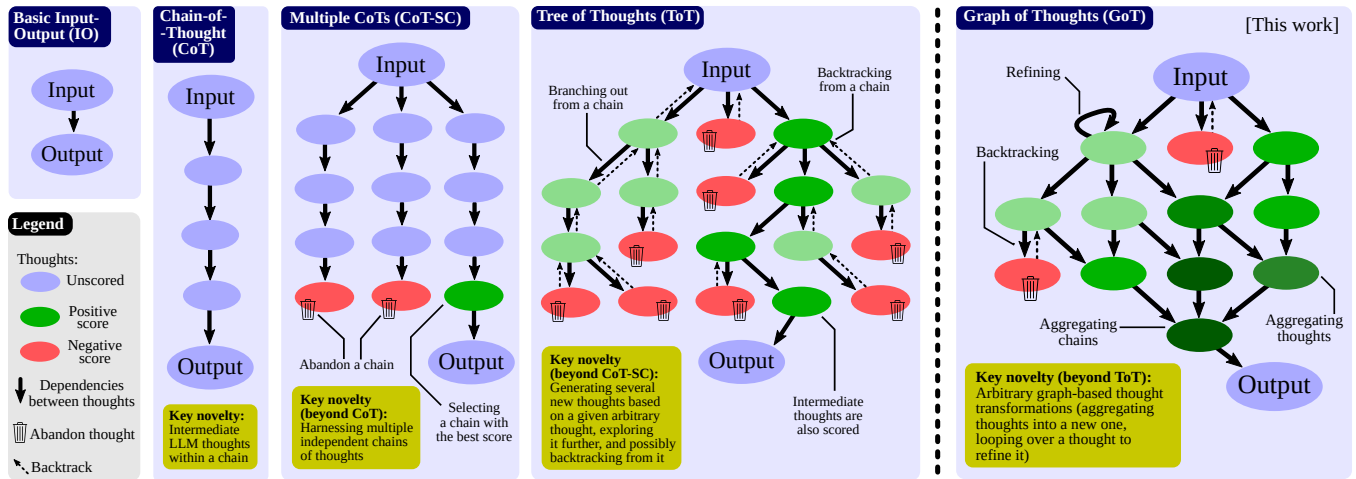 Basic Input-
Output (IO)
Input
Output
Legend
Thoughts:
Unscored
Positive
score
Negative
score
Dependencies
between thoughts
Abandon thought
Backtrack
Chain-of-
-Thought
(CoT)
Input
Output
Key novelty:
Intermediate
LLM thoughts
within a chain
Multiple CoTs (CoT-SC)
Input
Abandon a chain
Output
Selecting
a chain with
the best score
Key novelty
(beyond CoT):
Harnessing multiple
independent chains
of thoughts
Tree of Thoughts (ToT)
Input
Branching out
from a chain
Backtracking
from a chain
Output
Intermediate
thoughts are
also scored
Key novelty
(beyond CoT-SC):
Generating several
new thoughts based
on a given arbitrary
thought, exploring
it further, and possibly
backtracking from it
Graph of Thoughts (GoT)
[This work]
Refining
Input
Backtracking
Aggregating
chains
Aggregating
thoughts
Output
Key novelty (beyond ToT):
Arbitrary graph-based thought
transformations (aggregating
thoughts into a new one,
looping over a thought to
refine it)